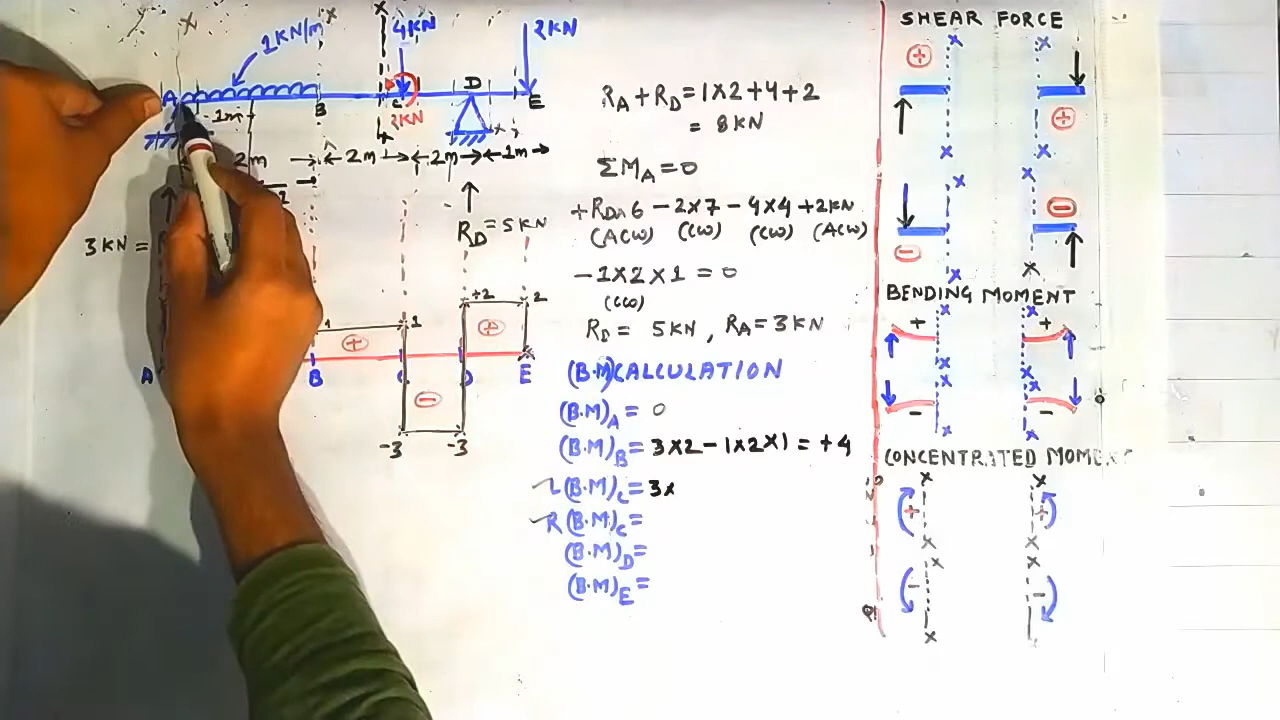 1KN/m
4KN
2KN
A
B
C
D
E
1m
2KN
2m
2m
2m
1m
3KN =
RD = 5KN
1
1
+2
2
+
+
-
A
B
D
E
-3
-3
RA + RD = 1×2+4+2
= 8KN
ΣMA = 0
+RD×6 - 2×7 - 4×4 + 2KN
(ACW) (CW) (CW) (ACW)
-1×2×1 = 0
RD = 5KN, RA = 3KN
(B.M) CALCULATION
(B.M)A = 0
(B.M)B = 3×2 - 1×2×1 = +4
L(B.M)C = 3×
R(B.M)C =
(B.M)D =
(B.M)E =
SHEAR FORCE
+
+
-
-
BENDING MOMENT
+ +
- -
CONCENTRATED MOMENT
+ +
- -